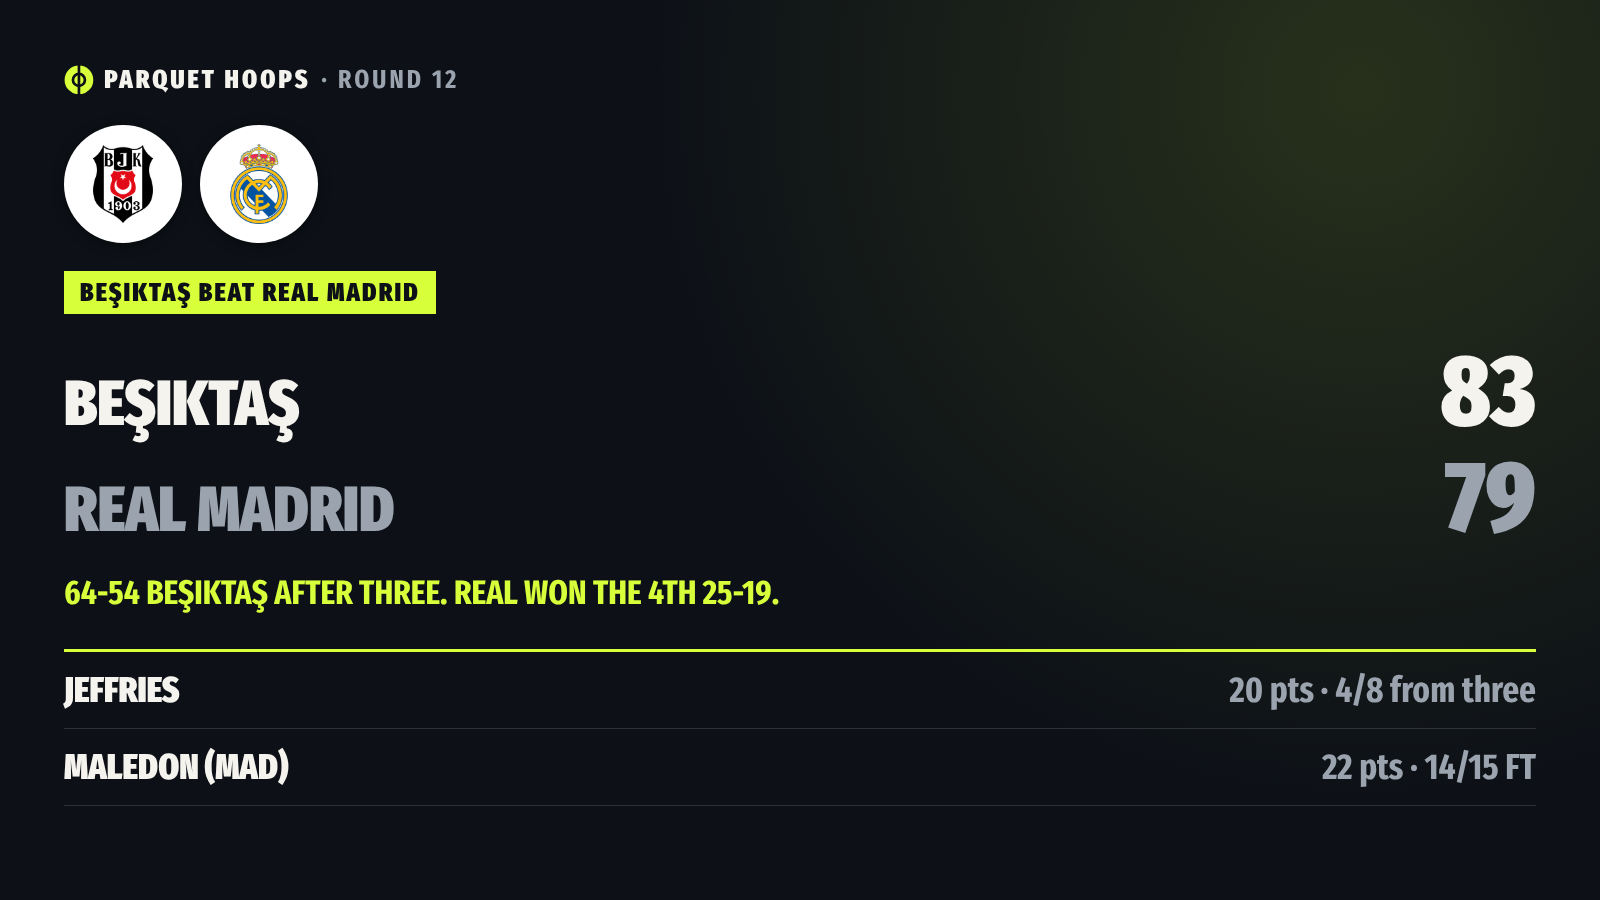 PARQUET HOOPS · ROUND 12
BJK
1903
BEŞIKTAŞ BEAT REAL MADRID
BEŞIKTAŞ 83
REAL MADRID 79
64-54 BEŞIKTAŞ AFTER THREE. REAL WON THE 4TH 25-19.
JEFFRIES 20 pts · 4/8 from three
MALEDON (MAD) 22 pts · 14/15 FT